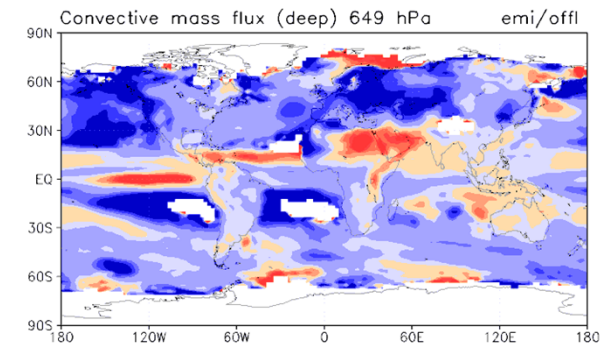 Convective mass flux (deep) 649 hPa emi/offl
90N
60N
30N
EQ
30S
60S
90S
180 120W 60W 0 60E 120E 180